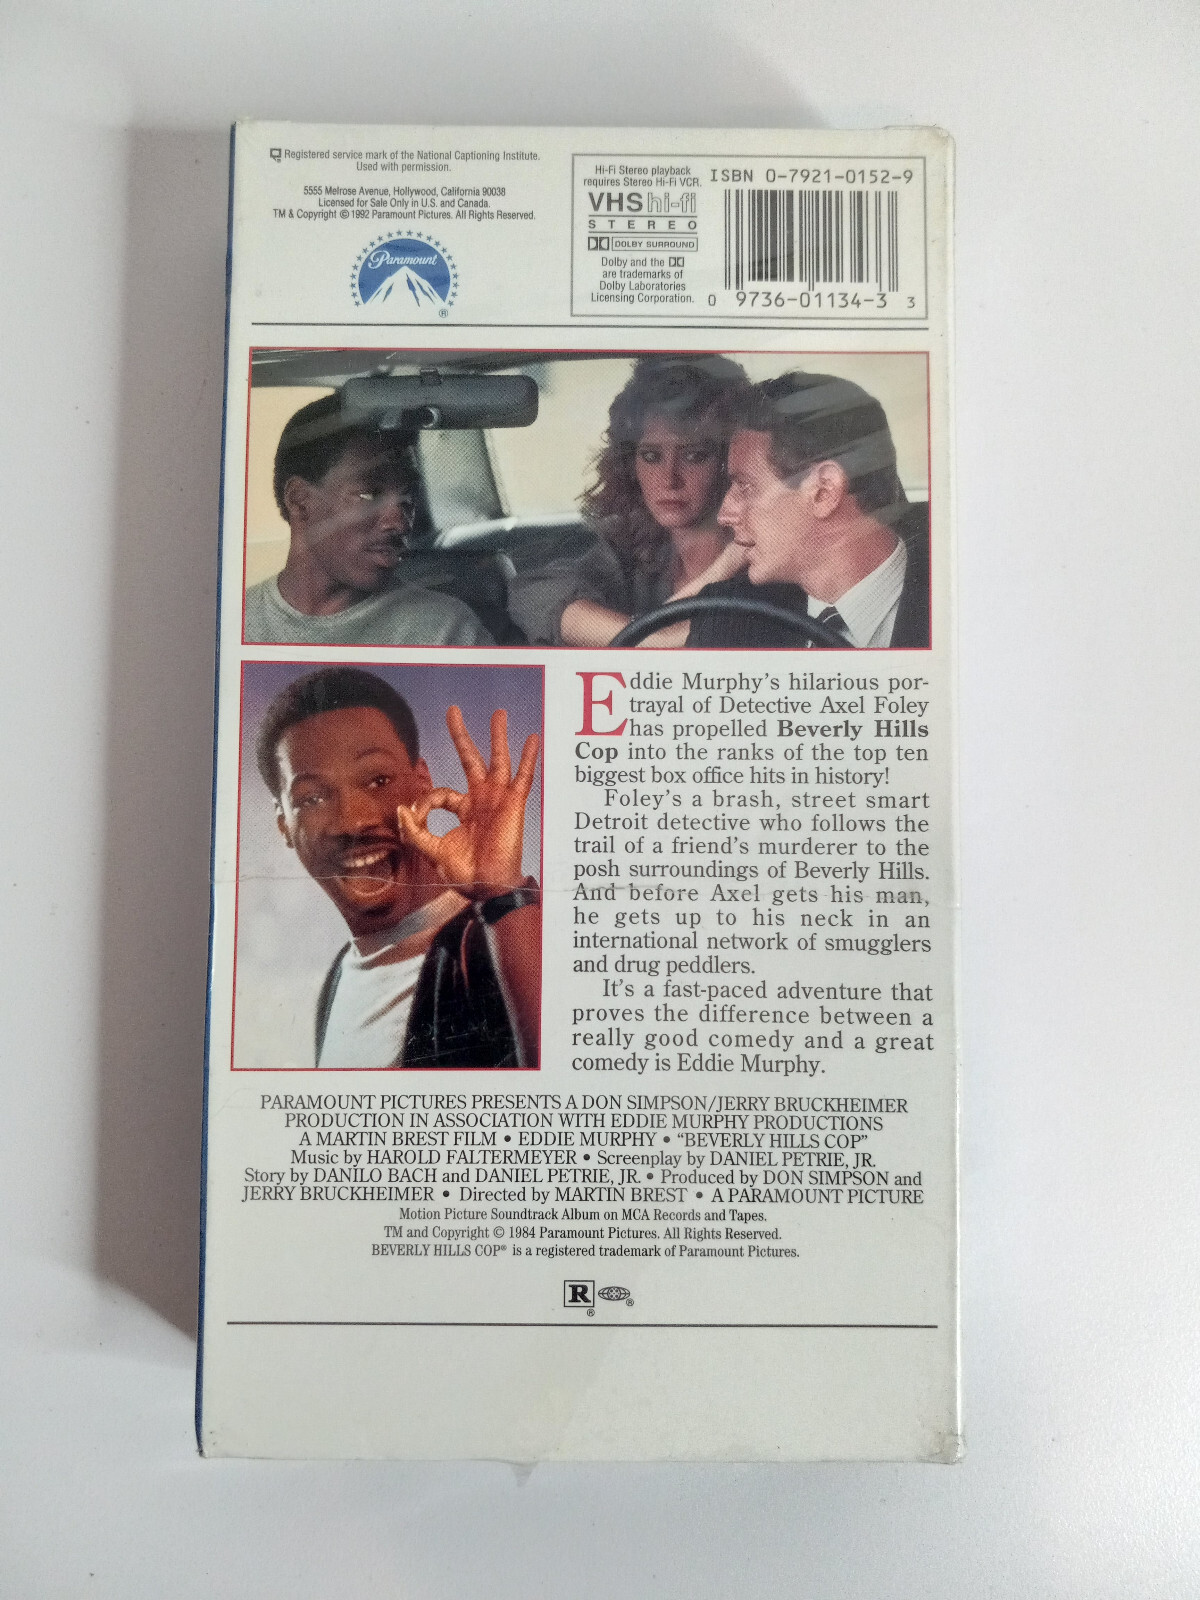 Registered service mark of the National Captioning Institute.
Used with permission.
5555 Melrose Avenue, Hollywood, California 90038
Licensed for Sale Only in U.S. and Canada.
TM & Copyright © 1992 Paramount Pictures. All Rights Reserved.
Paramount
®
Hi-Fi Stereo playback
requires Stereo Hi-Fi VCR.
VHS hi-fi
STEREO
DOLBY SURROUND
Dolby and the
are trademarks of
Dolby Laboratories
Licensing Corporation.
ISBN 0-7921-0152-9
0 9736-01134-3 3
Eddie Murphy's hilarious por-
trayal of Detective Axel Foley
has propelled Beverly Hills
Cop into the ranks of the top ten
biggest box office hits in history!
Foley's a brash, street smart
Detroit detective who follows the
trail of a friend's murderer to the
posh surroundings of Beverly Hills.
And before Axel gets his man,
he gets up to his neck in an
international network of smugglers
and drug peddlers.
It's a fast-paced adventure that
proves the difference between a
really good comedy and a great
comedy is Eddie Murphy.
PARAMOUNT PICTURES PRESENTS A DON SIMPSON/JERRY BRUCKHEIMER
PRODUCTION IN ASSOCIATION WITH EDDIE MURPHY PRODUCTIONS
A MARTIN BREST FILM • EDDIE MURPHY • "BEVERLY HILLS COP"
Music by HAROLD FALTERMEYER • Screenplay by DANIEL PETRIE, JR.
Story by DANILO BACH and DANIEL PETRIE, JR. • Produced by DON SIMPSON and
JERRY BRUCKHEIMER • Directed by MARTIN BREST • A PARAMOUNT PICTURE
Motion Picture Soundtrack Album on MCA Records and Tapes.
TM and Copyright © 1984 Paramount Pictures. All Rights Reserved.
BEVERLY HILLS COP® is a registered trademark of Paramount Pictures.
R ® ®